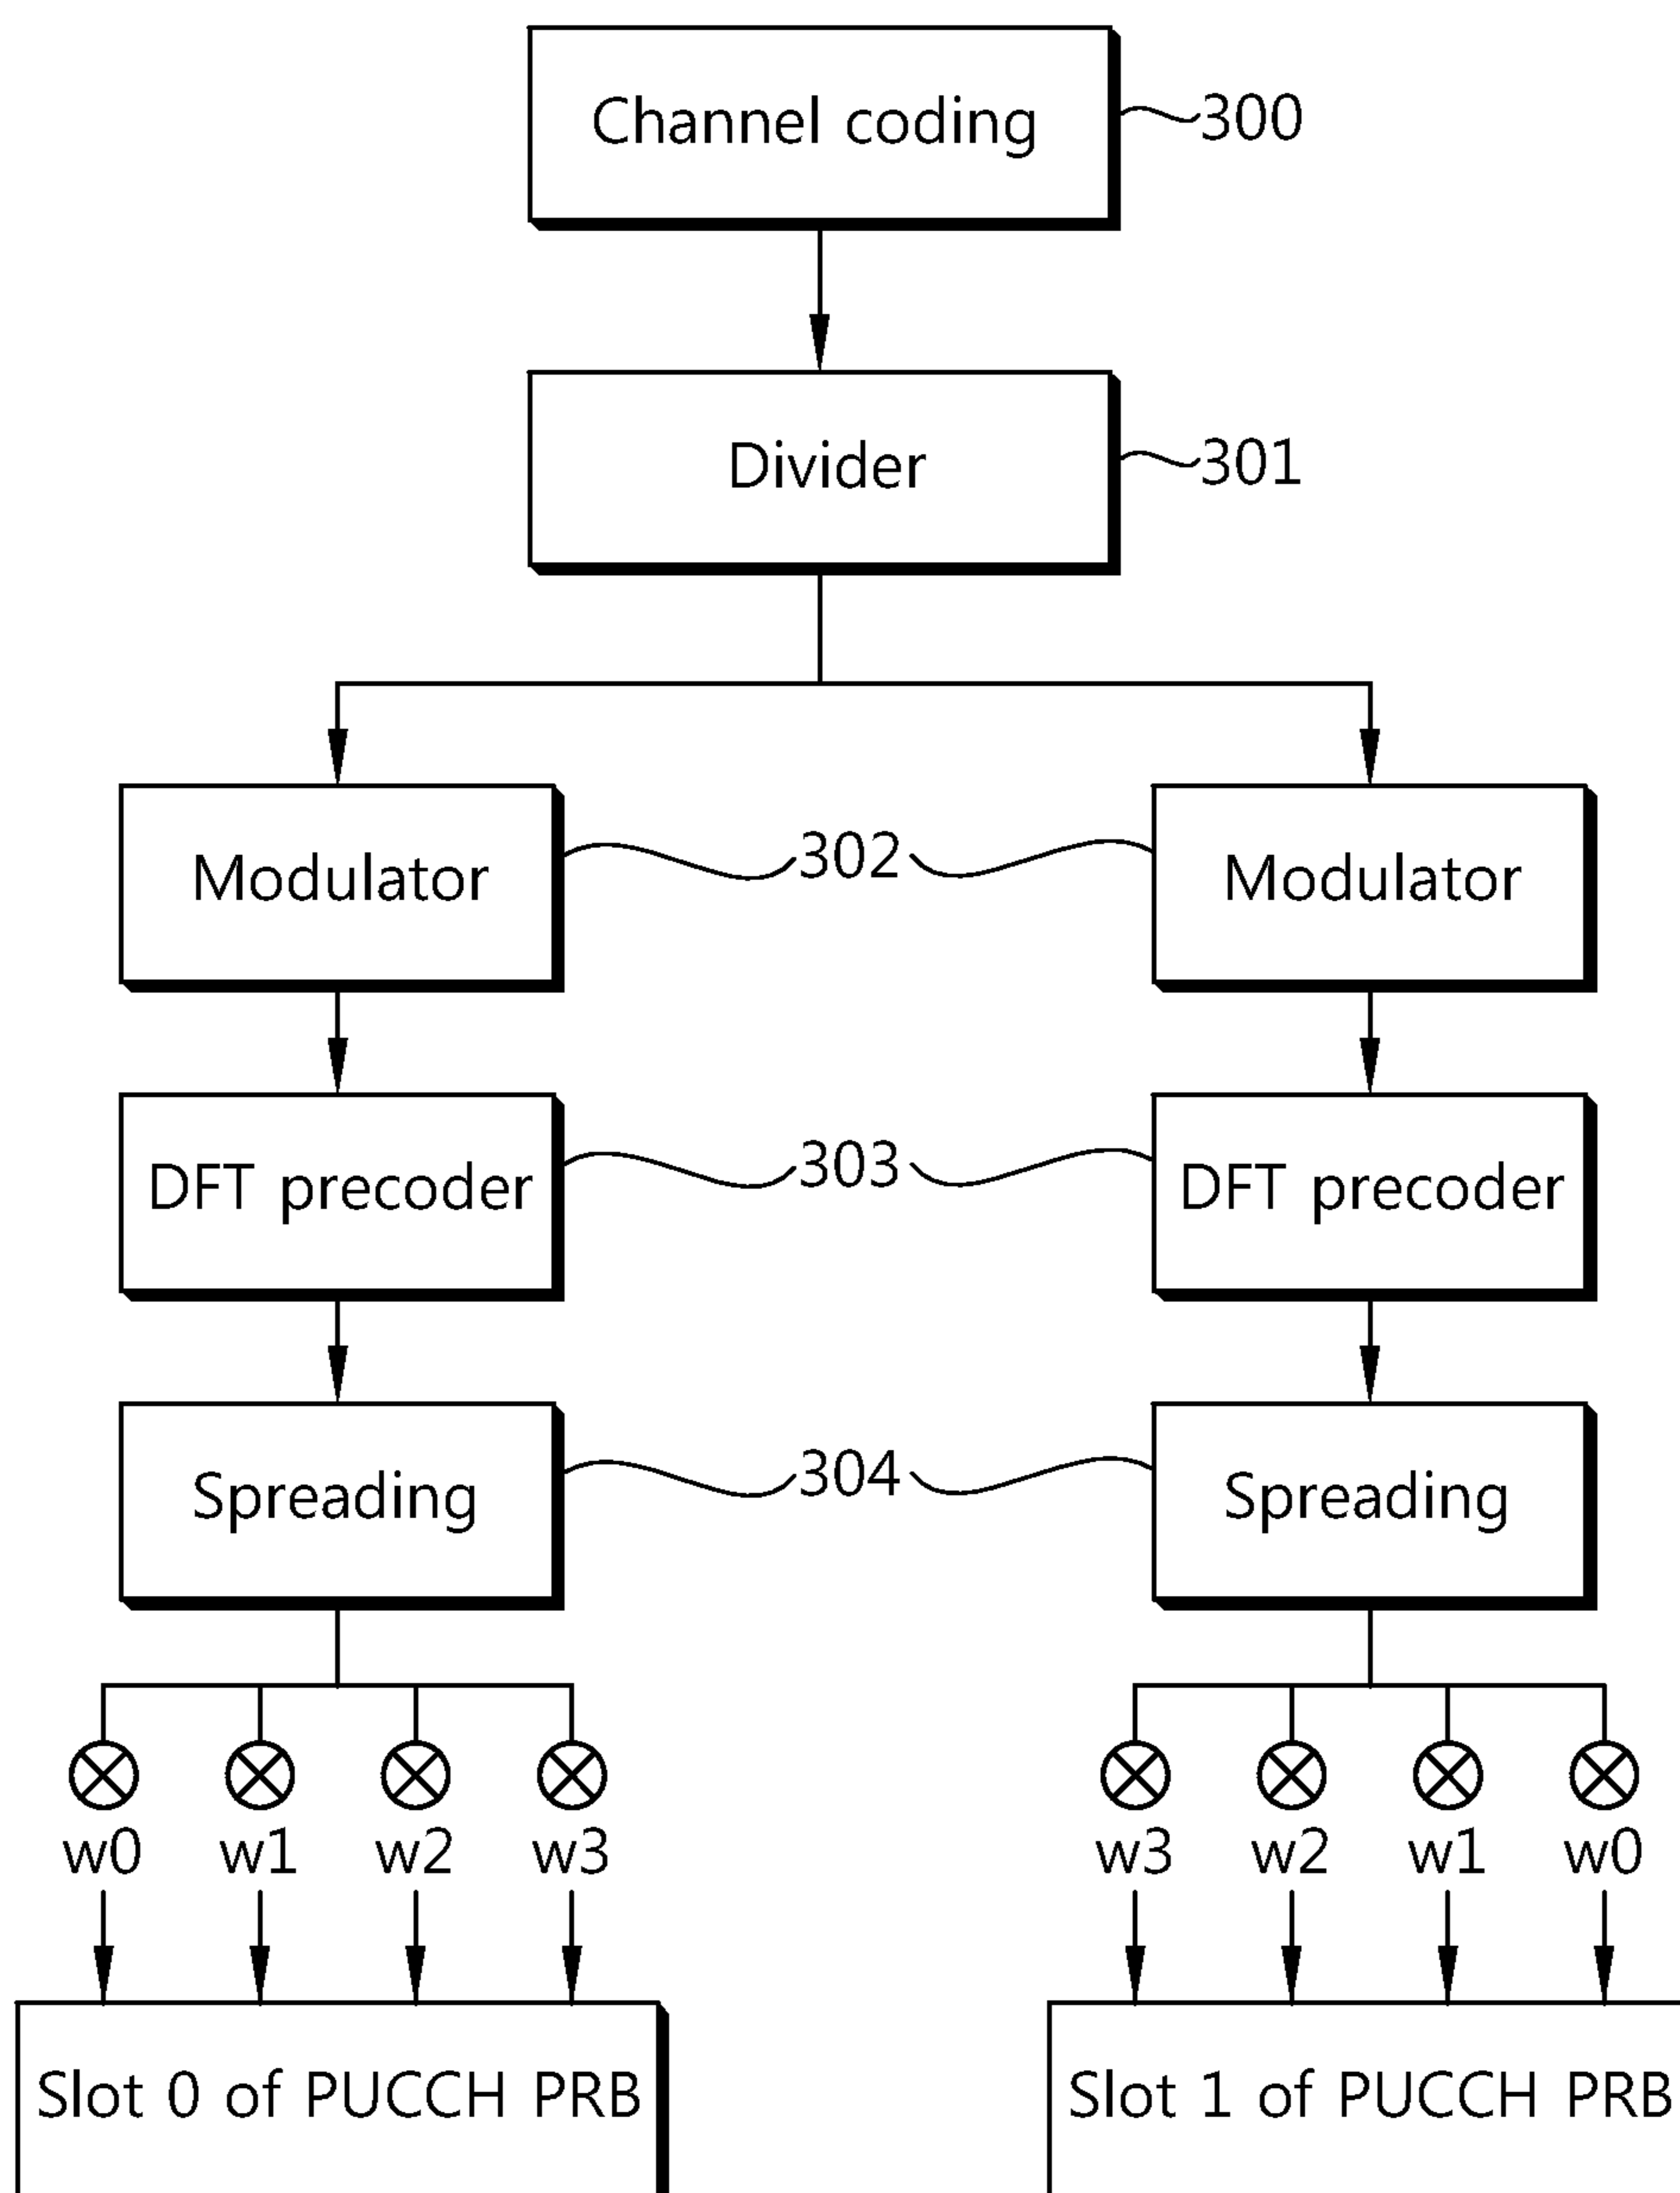 Channel coding 300
Divider 301
Modulator 302 Modulator
DFT precoder 303 DFT precoder
Spreading 304 Spreading
w0 w1 w2 w3 w3 w2 w1 w0
Slot 0 of PUCCH PRB Slot 1 of PUCCH PRB